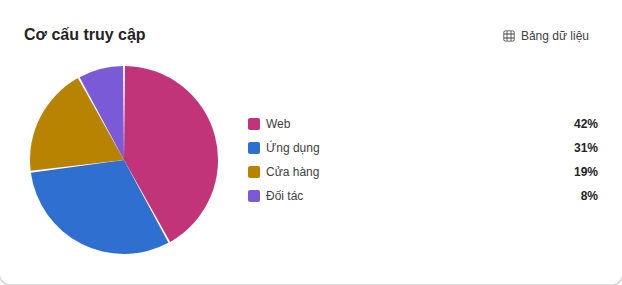 Cơ cấu truy cập
Bảng dữ liệu
Web 42%
Ứng dụng 31%
Cửa hàng 19%
Đối tác 8%